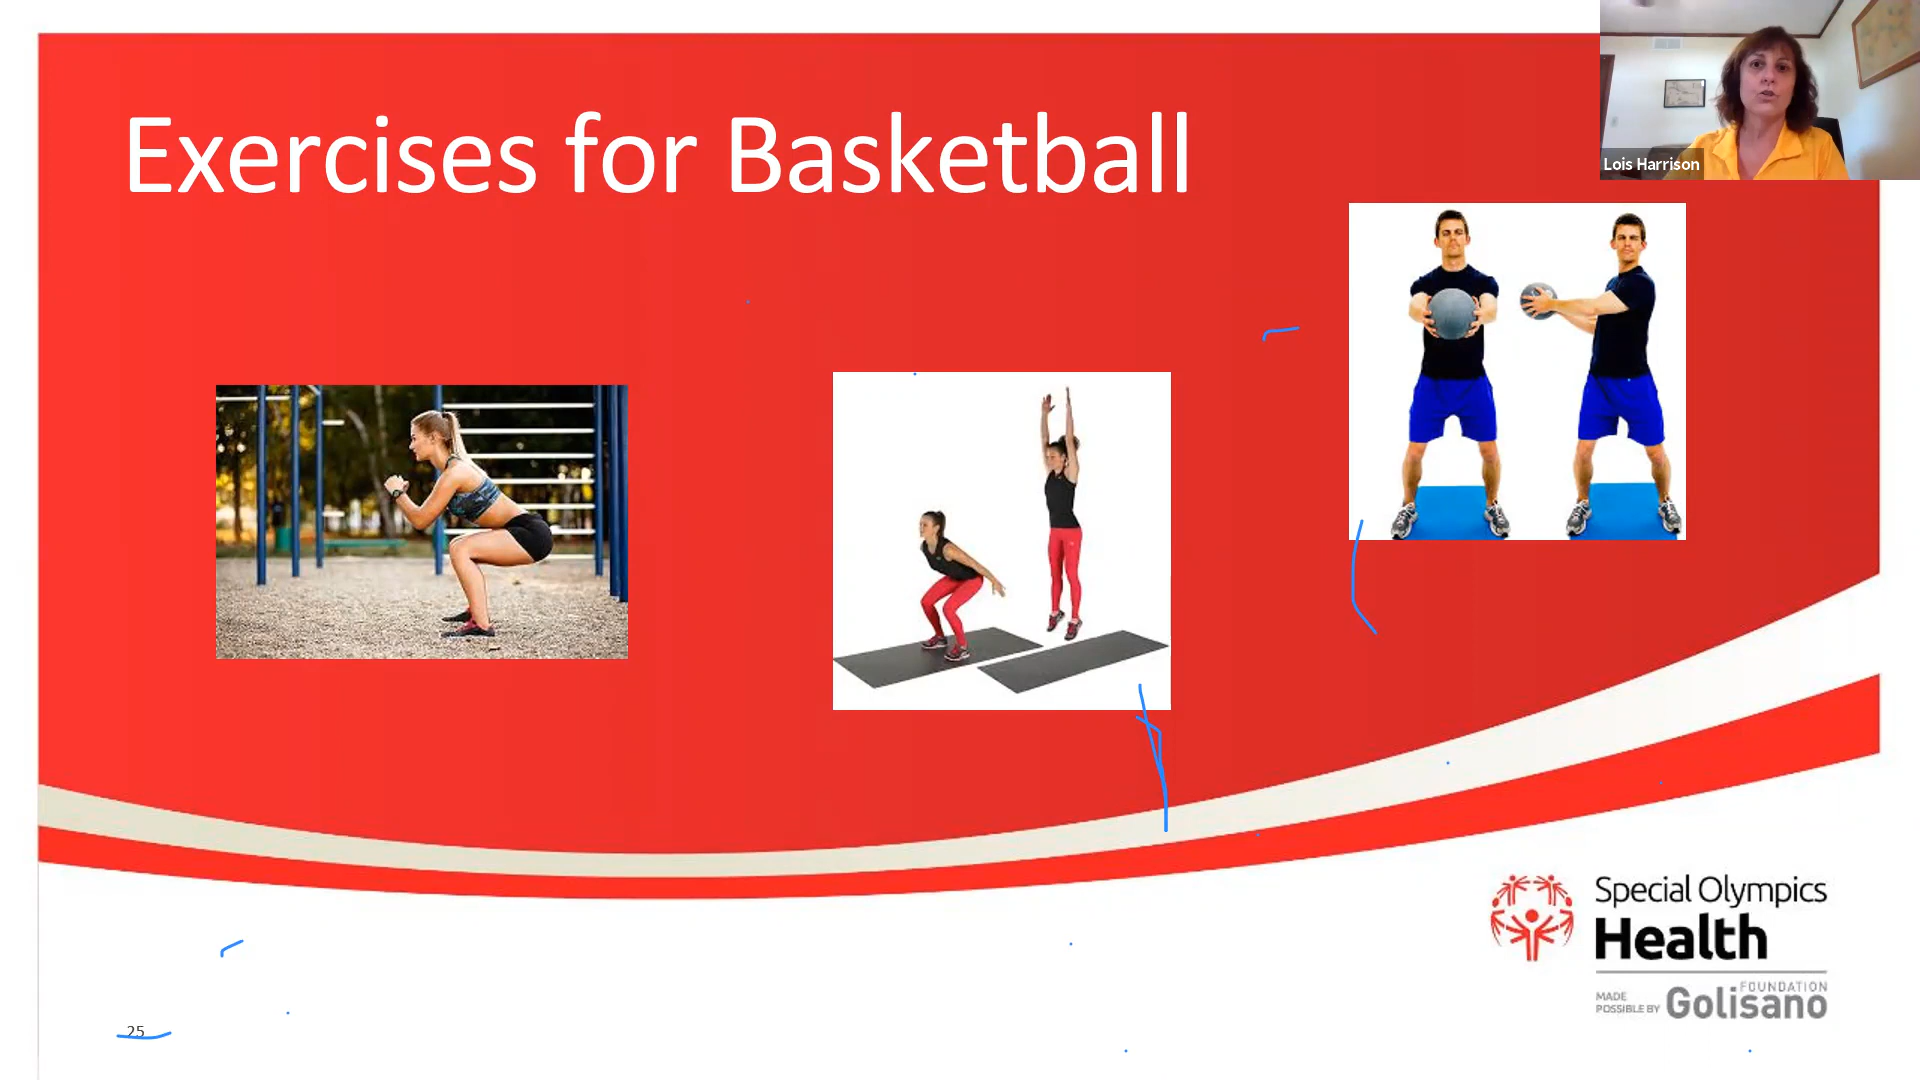 Exercises for Basketball
Lois Harrison
Special Olympics
Health
MADE
POSSIBLE BY
FOUNDATION
Golisano
25